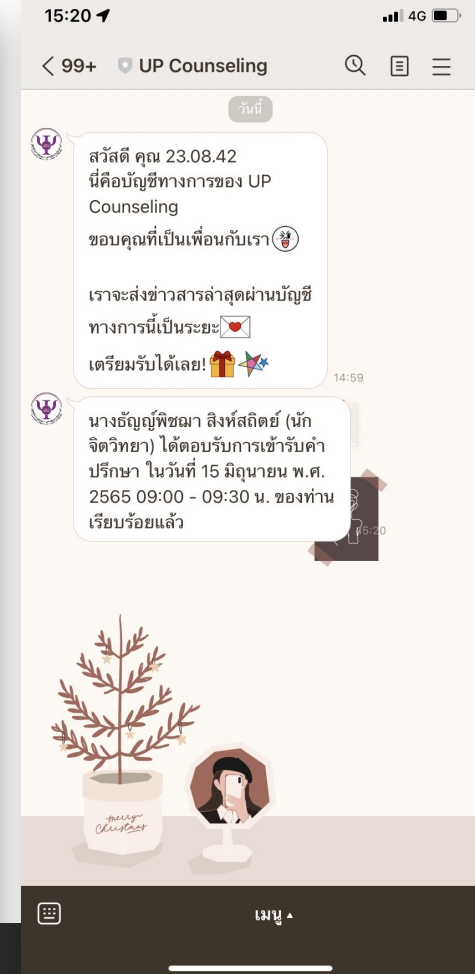 15:20
4G
99+ UP Counseling
วันนี้
สวัสดี คุณ 23.08.42
นี่คือบัญชีทางการของ UP
Counseling
ขอบคุณที่เป็นเพื่อนกับเรา
เราจะส่งข่าวสารล่าสุดผ่านบัญชี
ทางการนี้เป็นระยะ
เตรียมรับได้เลย!
14:59
นางธัญญ์พิชฌา สิงห์สถิตย์ (นัก
จิตวิทยา) ได้ตอบรับการเข้ารับคำ
ปรึกษา ในวันที่ 15 มิถุนายน พ.ศ.
2565 09:00 - 09:30 น. ของท่าน
เรียบร้อยแล้ว
15:20
merry
Christmas
เมนู